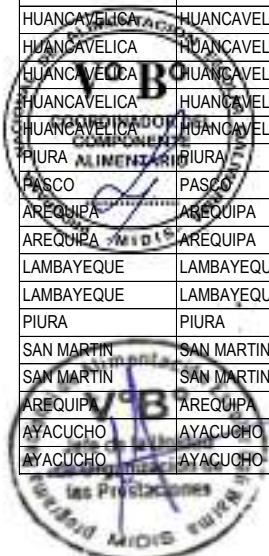 HUANCAVELICA HUANCAVEL
HUANCAVELICA HUANCAVEL
HUANCAVELICA HUANCAVEL
HUANCAVELICA HUANCAVEL
HUANCAVELICA HUANCAVEL
PIURA PIURA
PASCO PASCO
AREQUIPA AREQUIPA
AREQUIPA AREQUIPA
LAMBAYEQUE LAMBAYEQU
LAMBAYEQUE LAMBAYEQU
PIURA PIURA
SAN MARTIN SAN MARTIN
SAN MARTIN SAN MARTIN
AREQUIPA AREQUIPA
AYACUCHO AYACUCHO
AYACUCHO AYACUCHO
V° B°
COORDINADOR DEL
COMPONENTE
ALIMENTARIO
MIDIS
V° B°
las Prestaciones
MIDIS